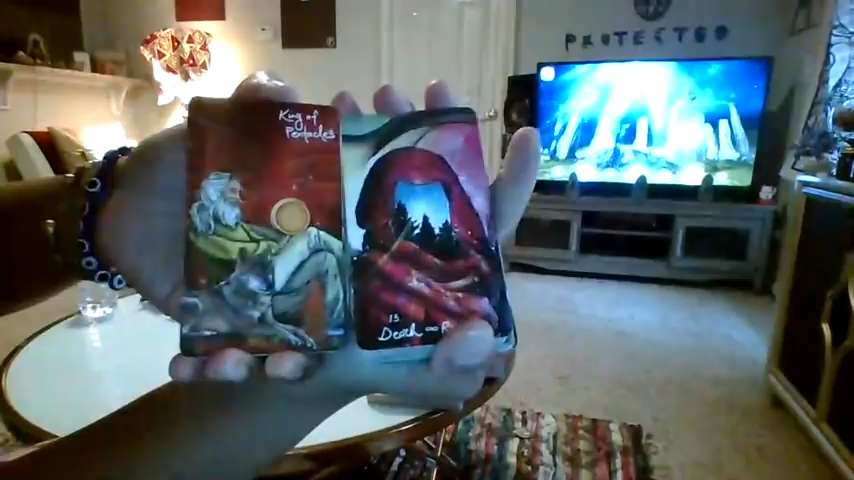 PROTECTED
King of
Pentacles
13
Death